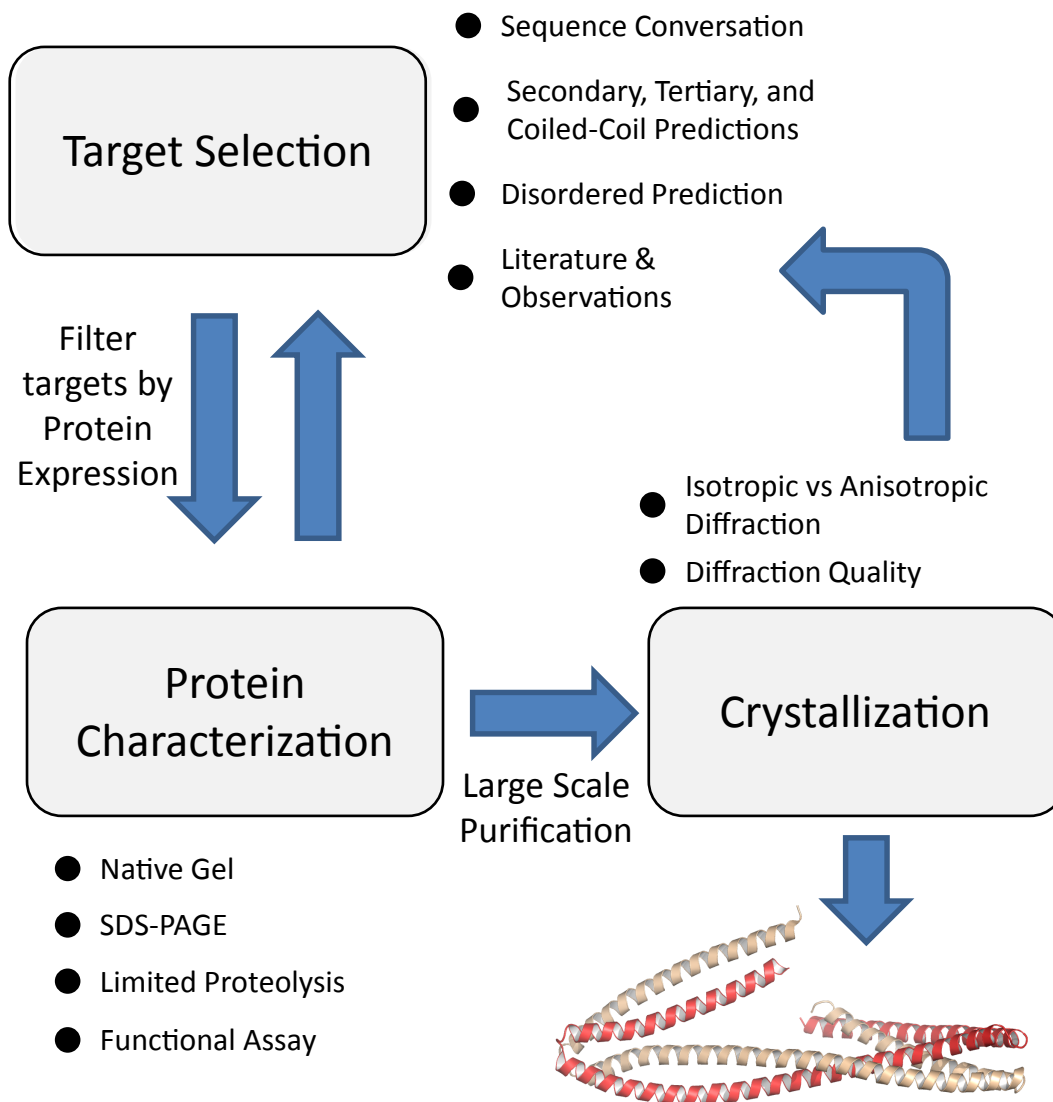 Target Selection
Sequence Conversation
Secondary, Tertiary, and
Coiled-Coil Predictions
Disordered Prediction
Literature &
Observations
Filter
targets by
Protein
Expression
Isotropic vs Anisotropic
Diffraction
Diffraction Quality
Protein
Characterization
Large Scale
Purification
Crystallization
Native Gel
SDS-PAGE
Limited Proteolysis
Functional Assay